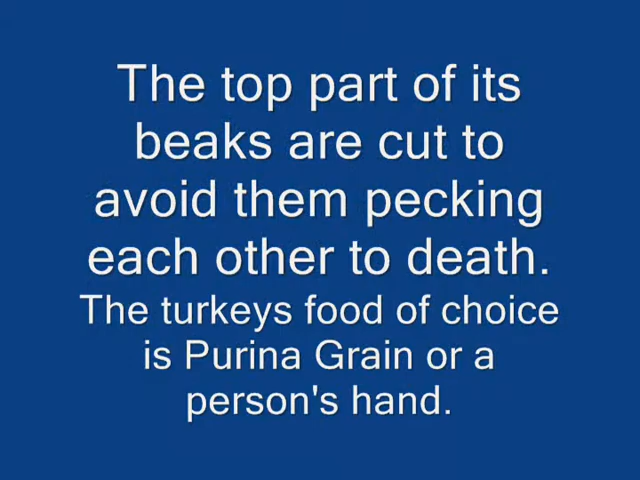 The top part of its
beaks are cut to
avoid them pecking
each other to death.
The turkeys food of choice
is Purina Grain or a
person's hand.